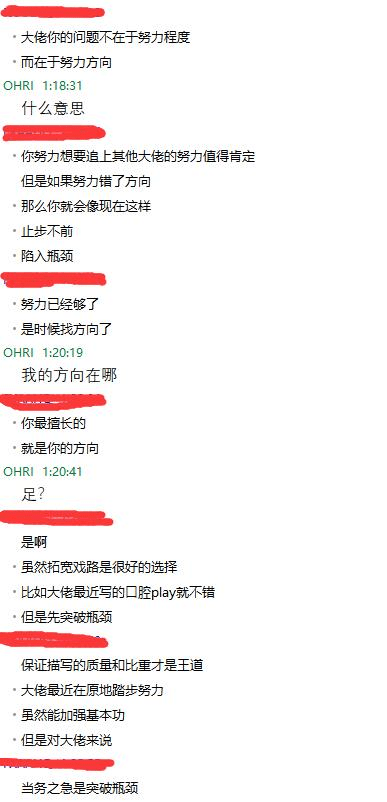 大佬你的问题不在于努力程度
而在于努力方向
OHRI 1:18:31
什么意思
你努力想要追上其他大佬的努力值得肯定
但是如果努力错了方向
那么你就会像现在这样
止步不前
陷入瓶颈
努力已经够了
是时候找方向了
OHRI 1:20:19
我的方向在哪
你最擅长的
就是你的方向
OHRI 1:20:41
足?
是啊
虽然拓宽戏路是很好的选择
比如大佬最近写的口腔play就不错
但是先突破瓶颈
保证描写的质量和比重才是王道
大佬最近在原地踏步努力
虽然能加强基本功
但是对大佬来说
当务之急是突破瓶颈